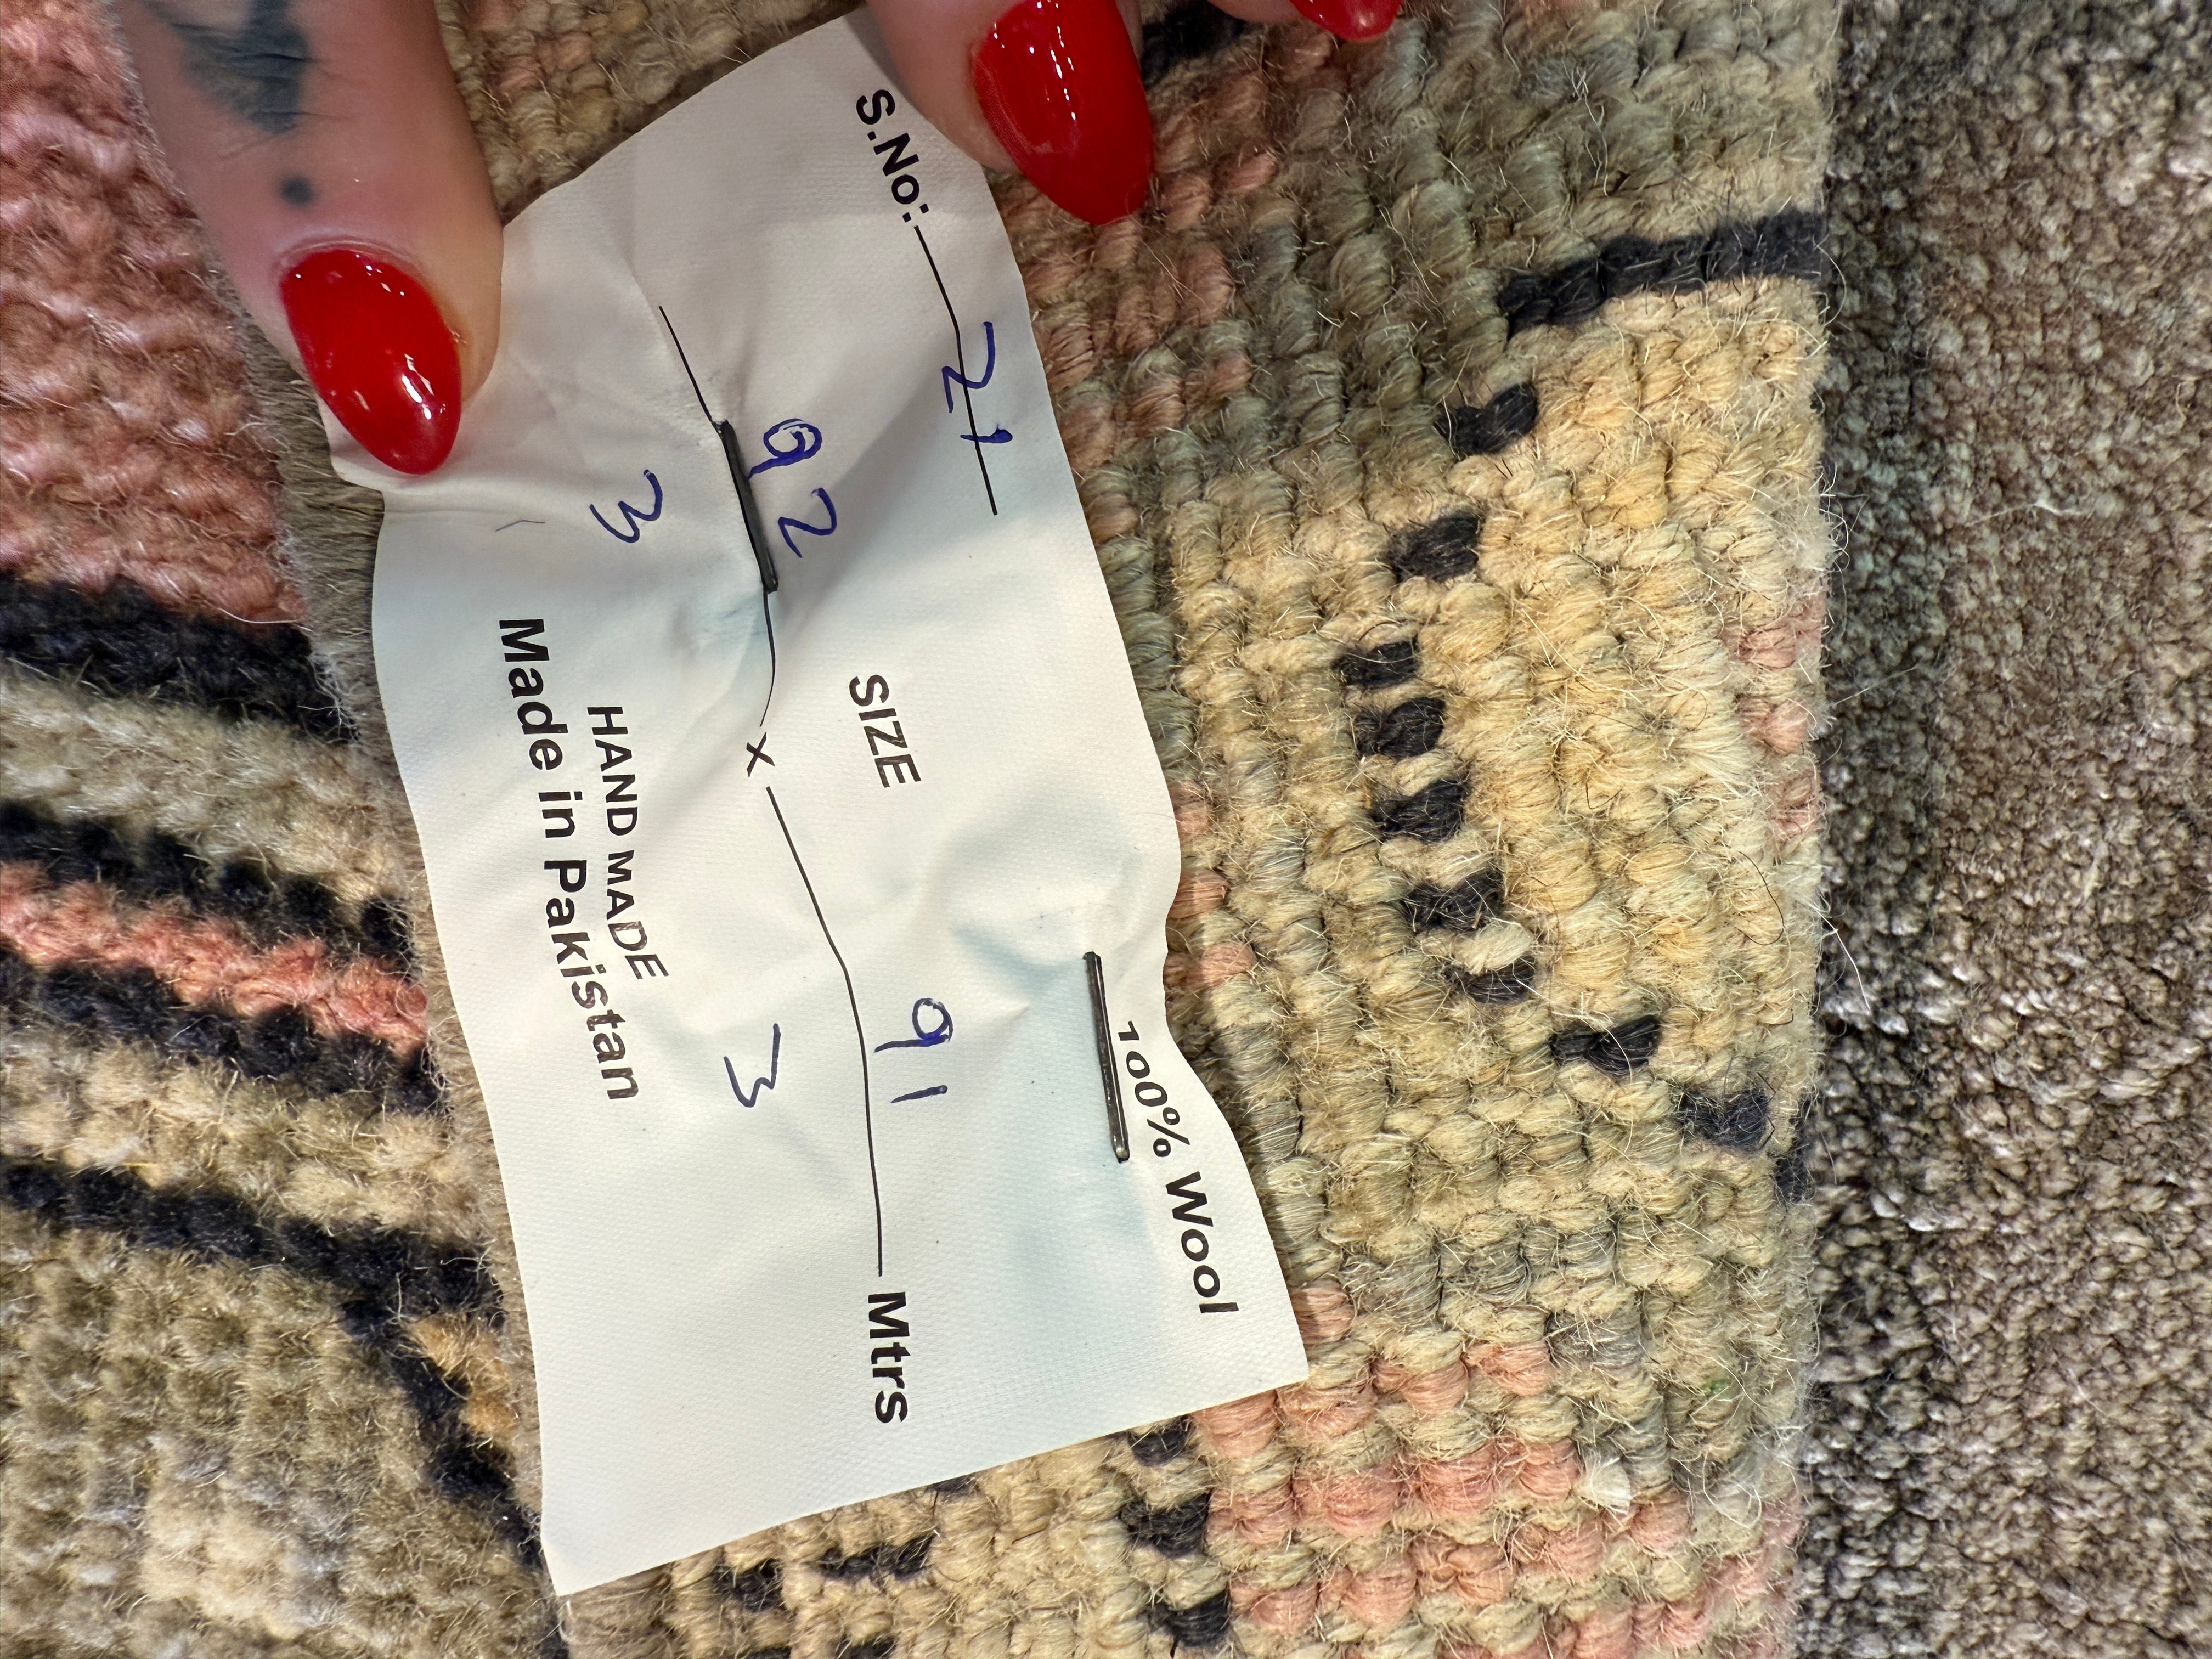 100% Wool
S.No: 21
SIZE
92 x 91 Mtrs
3 3
HAND MADE
Made in Pakistan